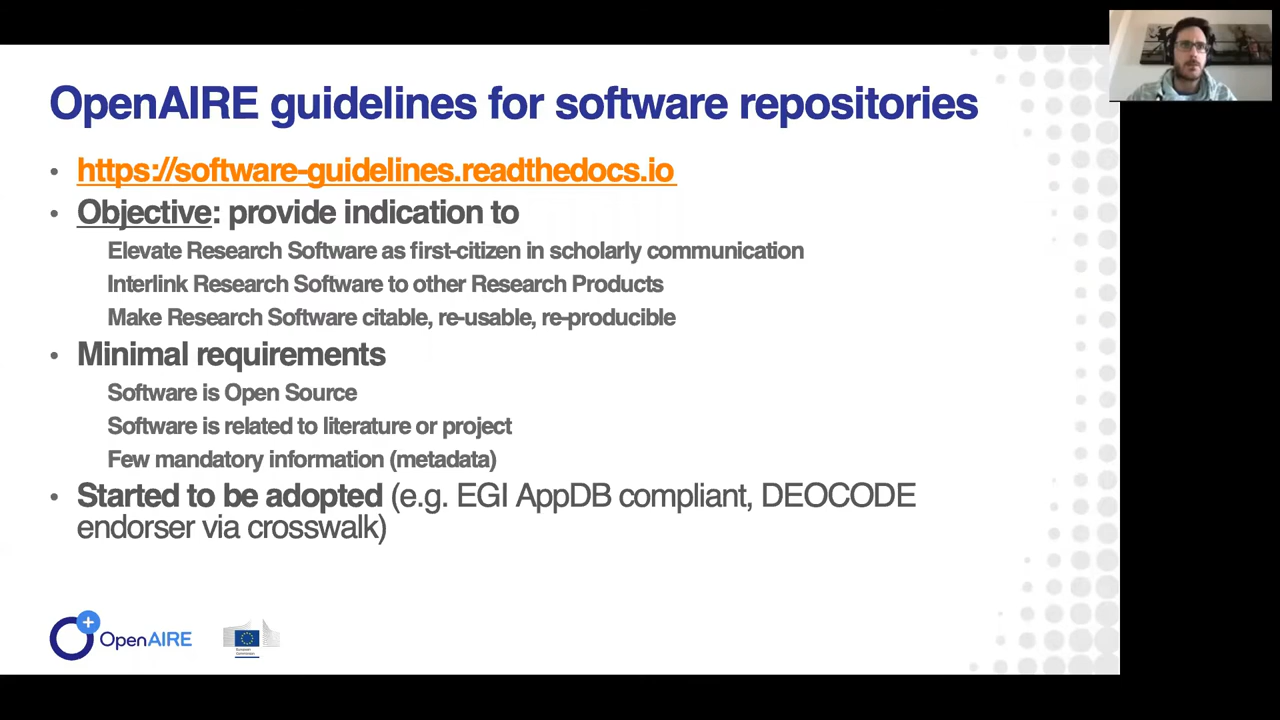 OpenAIRE guidelines for software repositories
• https://software-guidelines.readthedocs.io
• Objective: provide indication to
Elevate Research Software as first-citizen in scholarly communication
Interlink Research Software to other Research Products
Make Research Software citable, re-usable, re-producible
• Minimal requirements
Software is Open Source
Software is related to literature or project
Few mandatory information (metadata)
• Started to be adopted (e.g. EGI AppDB compliant, DEOCODE
endorser via crosswalk)
OpenAIRE
European
Commission